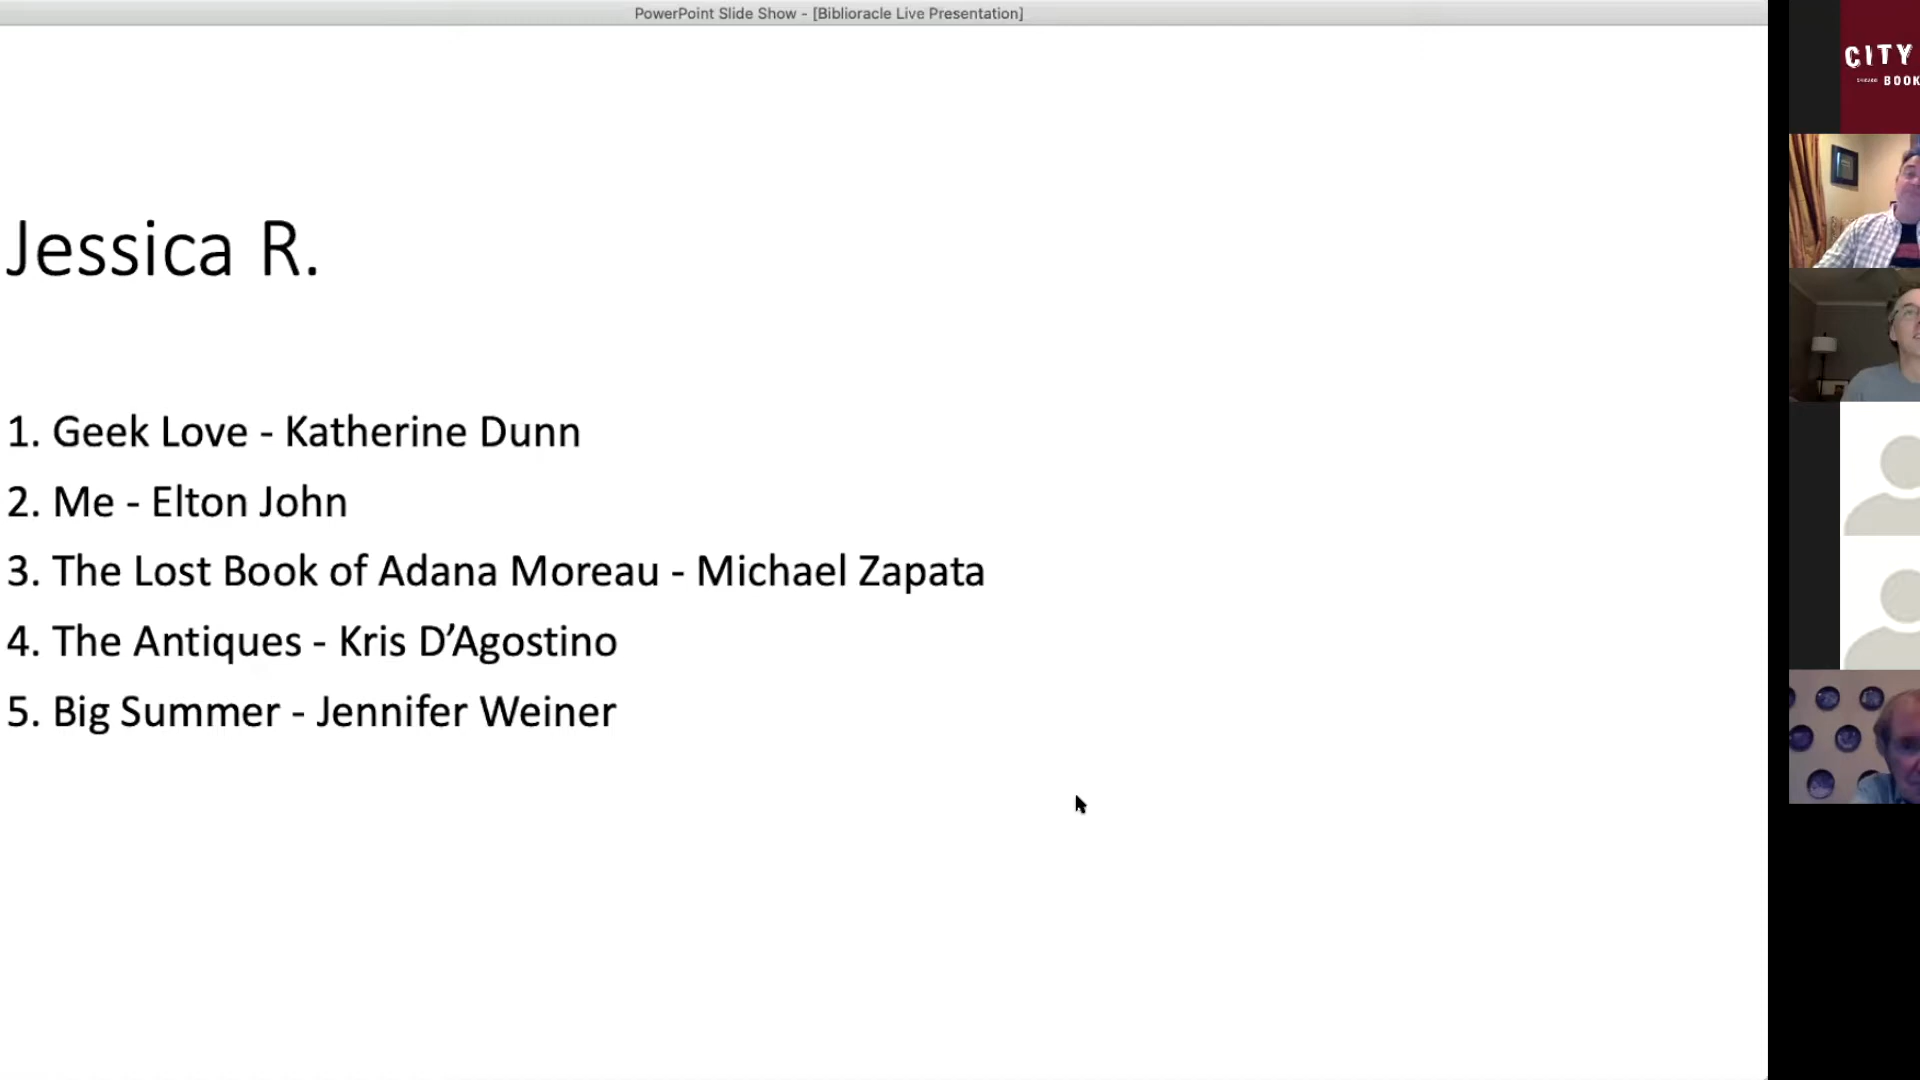 PowerPoint Slide Show - [Biblioracle Live Presentation]
CITY
BOOK
Jessica R.
1. Geek Love - Katherine Dunn
2. Me - Elton John
3. The Lost Book of Adana Moreau - Michael Zapata
4. The Antiques - Kris D’Agostino
5. Big Summer - Jennifer Weiner